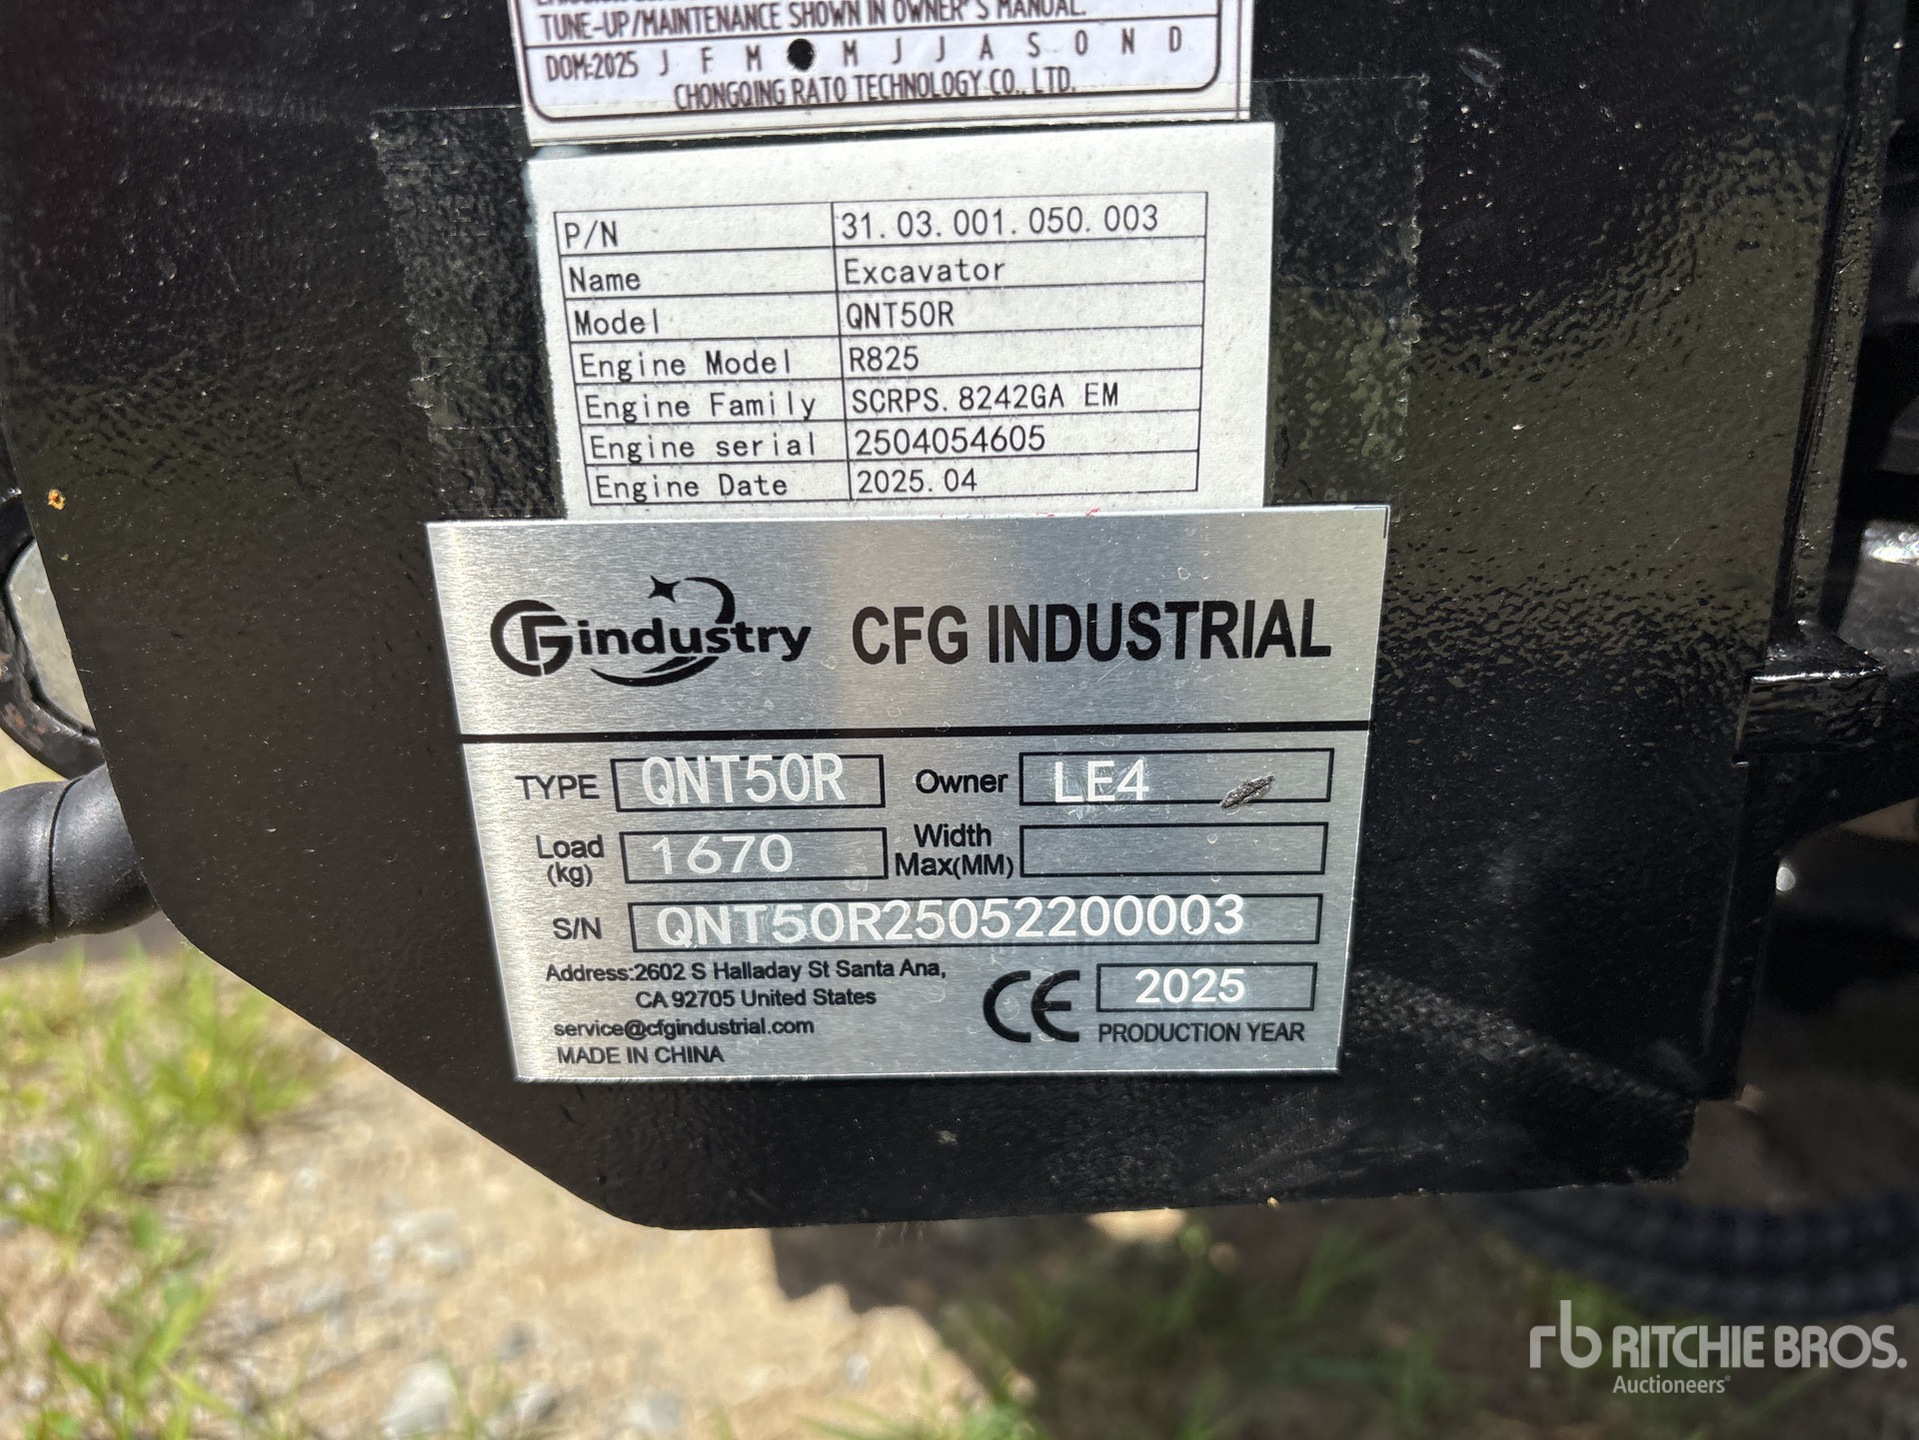 TUNE-UP/MAINTENANCE SHOWN IN OWNER'S MANUAL.
DOM:2025 J F M M J J A S O N D
CHONGQING RATO TECHNOLOGY CO., LTD.
P/N 31.03.001.050.003
Name Excavator
Model QNT50R
Engine Model R825
Engine Family SCRPS.8242GA EM
Engine serial 2504054605
Engine Date 2025.04
CFG industry CFG INDUSTRIAL
TYPE QNT50R Owner LE4
Load (kg) 1670 Width Max(MM)
S/N QNT50R25052200003
Address:2602 S Halladay St Santa Ana,
CA 92705 United States
service@cfgindustrial.com
MADE IN CHINA
CE 2025
PRODUCTION YEAR
rb RITCHIE BROS.
Auctioneers